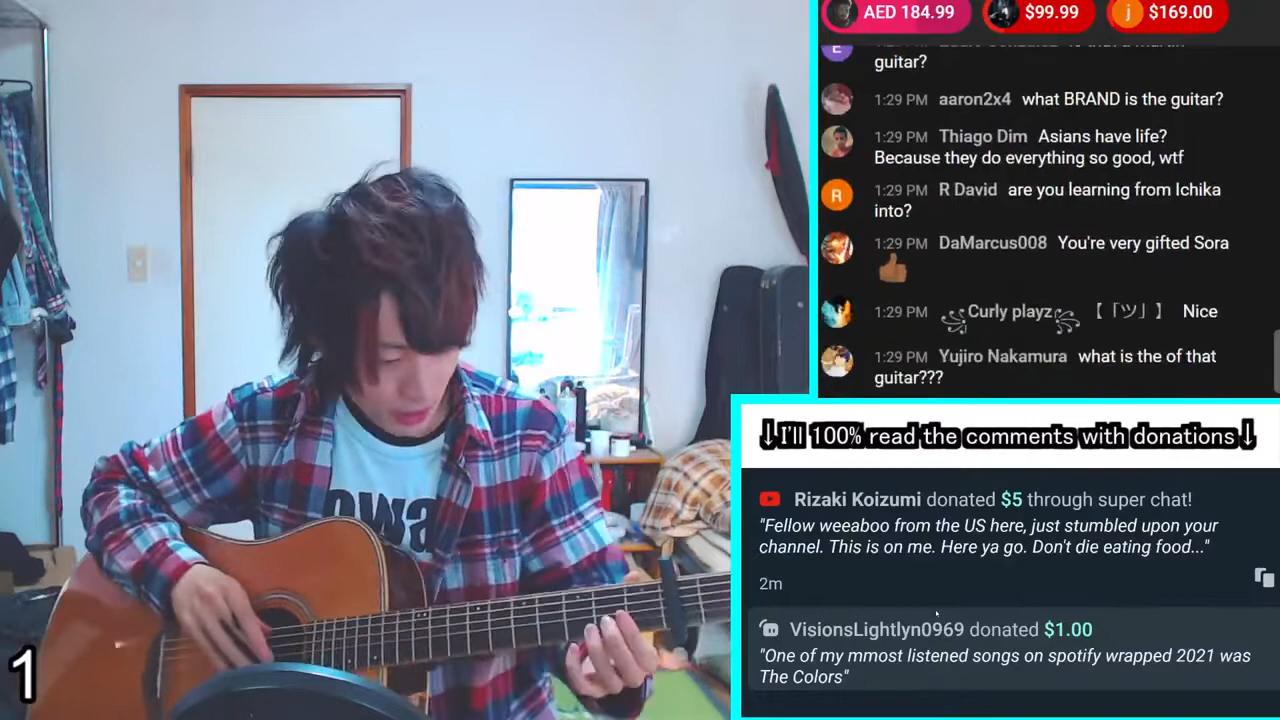 AED 184.99
$99.99
j $169.00
E
guitar?
1:29 PM aaron2x4 what BRAND is the guitar?
1:29 PM Thiago Dim Asians have life?
Because they do everything so good, wtf
R 1:29 PM R David are you learning from Ichika
into?
1:29 PM DaMarcus008 You're very gifted Sora
1:29 PM ꧁Curly playz꧂ 【「ツ」】 Nice
1:29 PM Yujiro Nakamura what is the of that
guitar???
↓I'll 100% read the comments with donations↓
Rizaki Koizumi donated $5 through super chat!
"Fellow weeaboo from the US here, just stumbled upon your
channel. This is on me. Here ya go. Don't die eating food..."
2m
VisionsLightlyn0969 donated $1.00
"One of my mmost listened songs on spotify wrapped 2021 was
The Colors"
owa
1